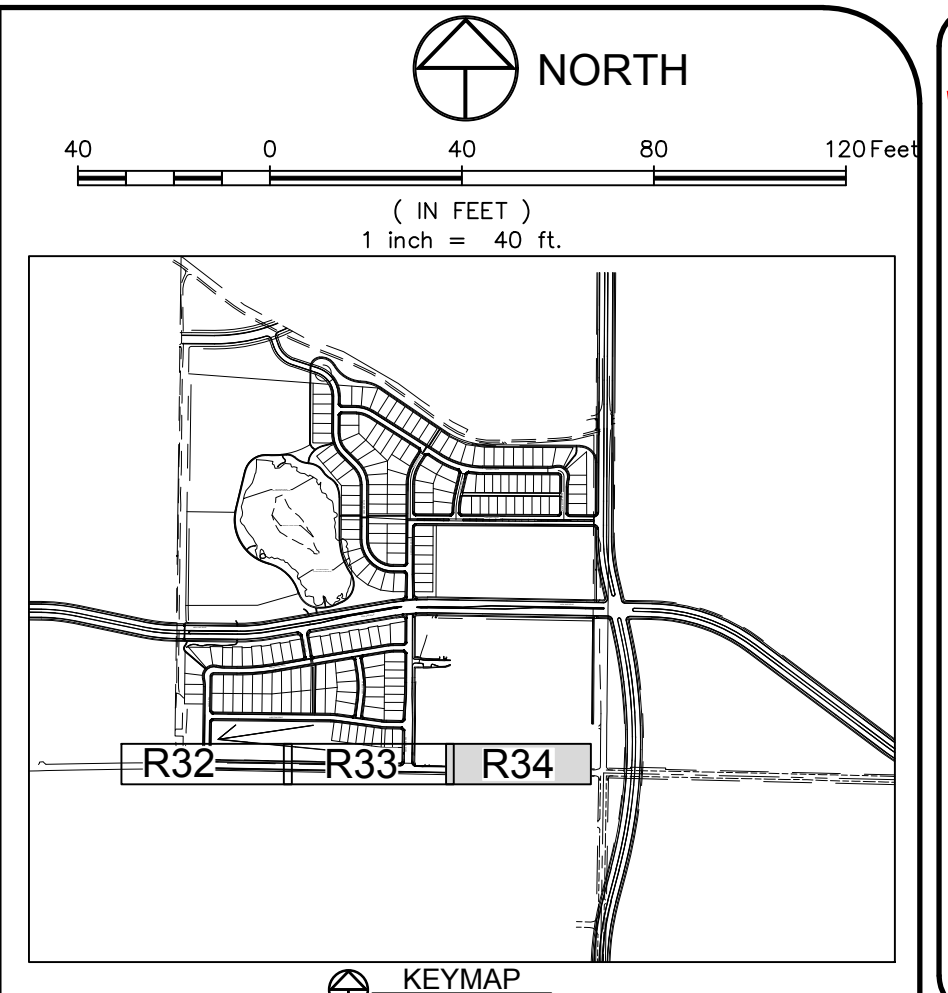 NORTH
40 0 40 80 120 Feet
( IN FEET )
1 inch = 40 ft.
R32 R33 R34
KEYMAP